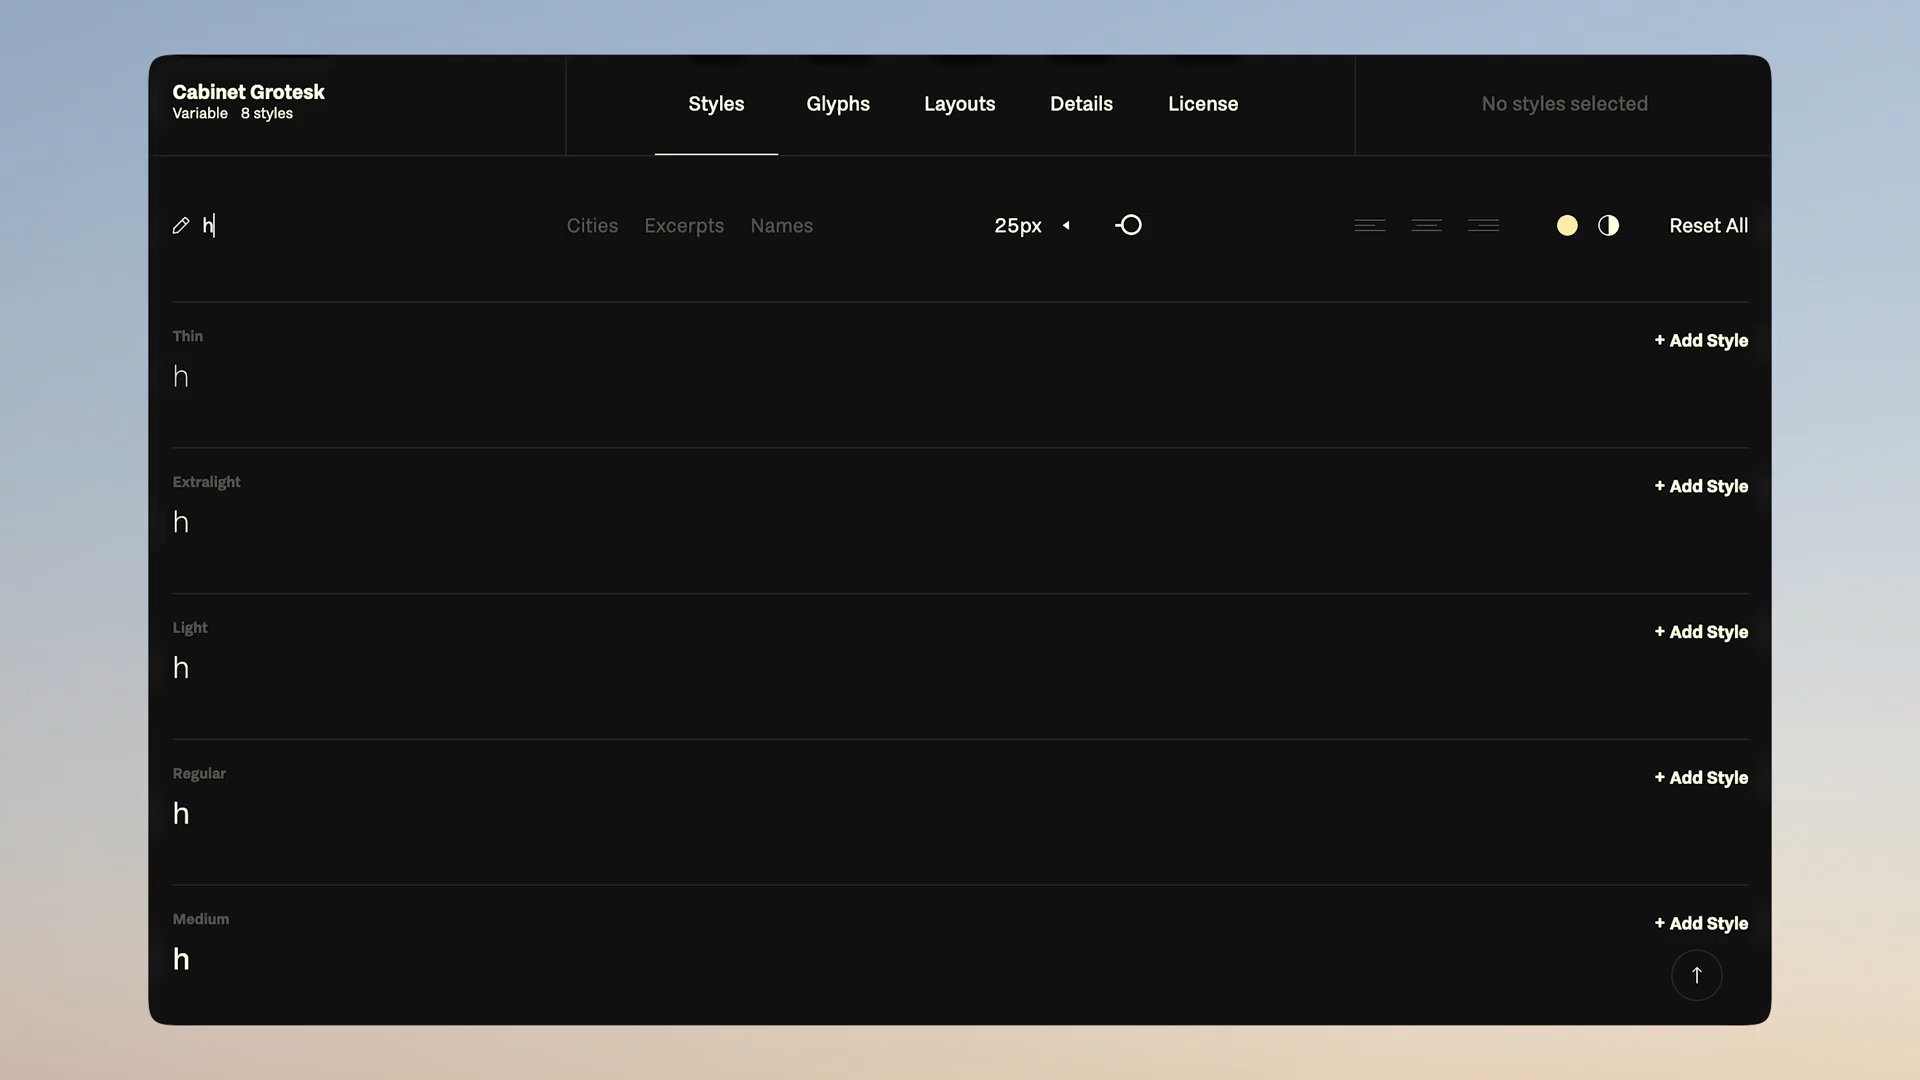 Cabinet Grotesk
Variable 8 styles
Styles Glyphs Layouts Details License
No styles selected
h
Cities Excerpts Names
25px
Reset All
Thin
+ Add Style
h
Extralight
+ Add Style
h
Light
+ Add Style
h
Regular
+ Add Style
h
Medium
+ Add Style
h